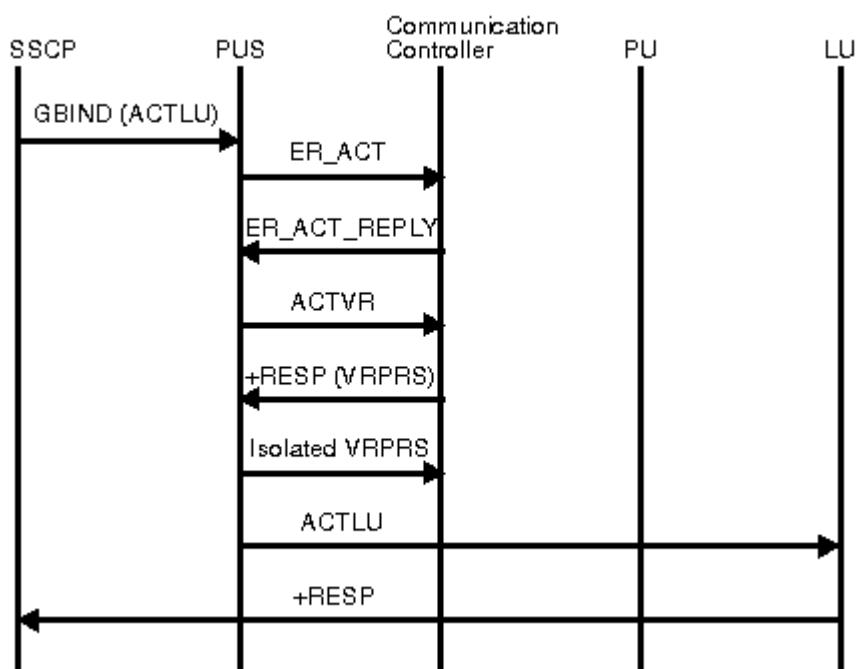 SSCP
PUS
Communication
Controller
PU
LU
GBIND (ACTLU)
ER_ACT
ER_ACT_REPLY
ACTVR
+RESP (VRPRS)
Isolated VRPRS
ACTLU
+RESP